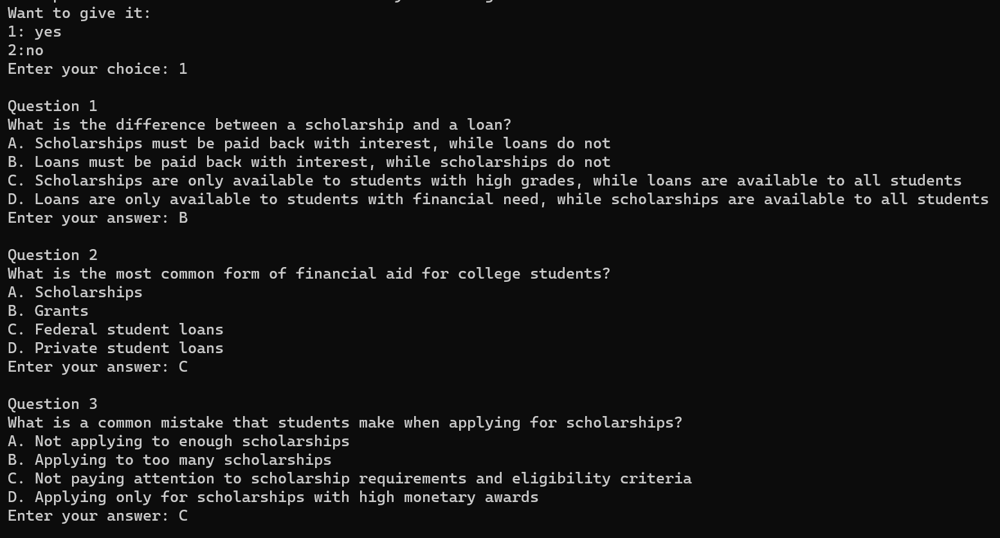 Want to give it:
1: yes
2:no
Enter your choice: 1
Question 1
What is the difference between a scholarship and a loan?
A. Scholarships must be paid back with interest, while loans do not
B. Loans must be paid back with interest, while scholarships do not
C. Scholarships are only available to students with high grades, while loans are available to all students
D. Loans are only available to students with financial need, while scholarships are available to all students
Enter your answer: B
Question 2
What is the most common form of financial aid for college students?
A. Scholarships
B. Grants
C. Federal student loans
D. Private student loans
Enter your answer: C
Question 3
What is a common mistake that students make when applying for scholarships?
A. Not applying to enough scholarships
B. Applying to too many scholarships
C. Not paying attention to scholarship requirements and eligibility criteria
D. Applying only for scholarships with high monetary awards
Enter your answer: C